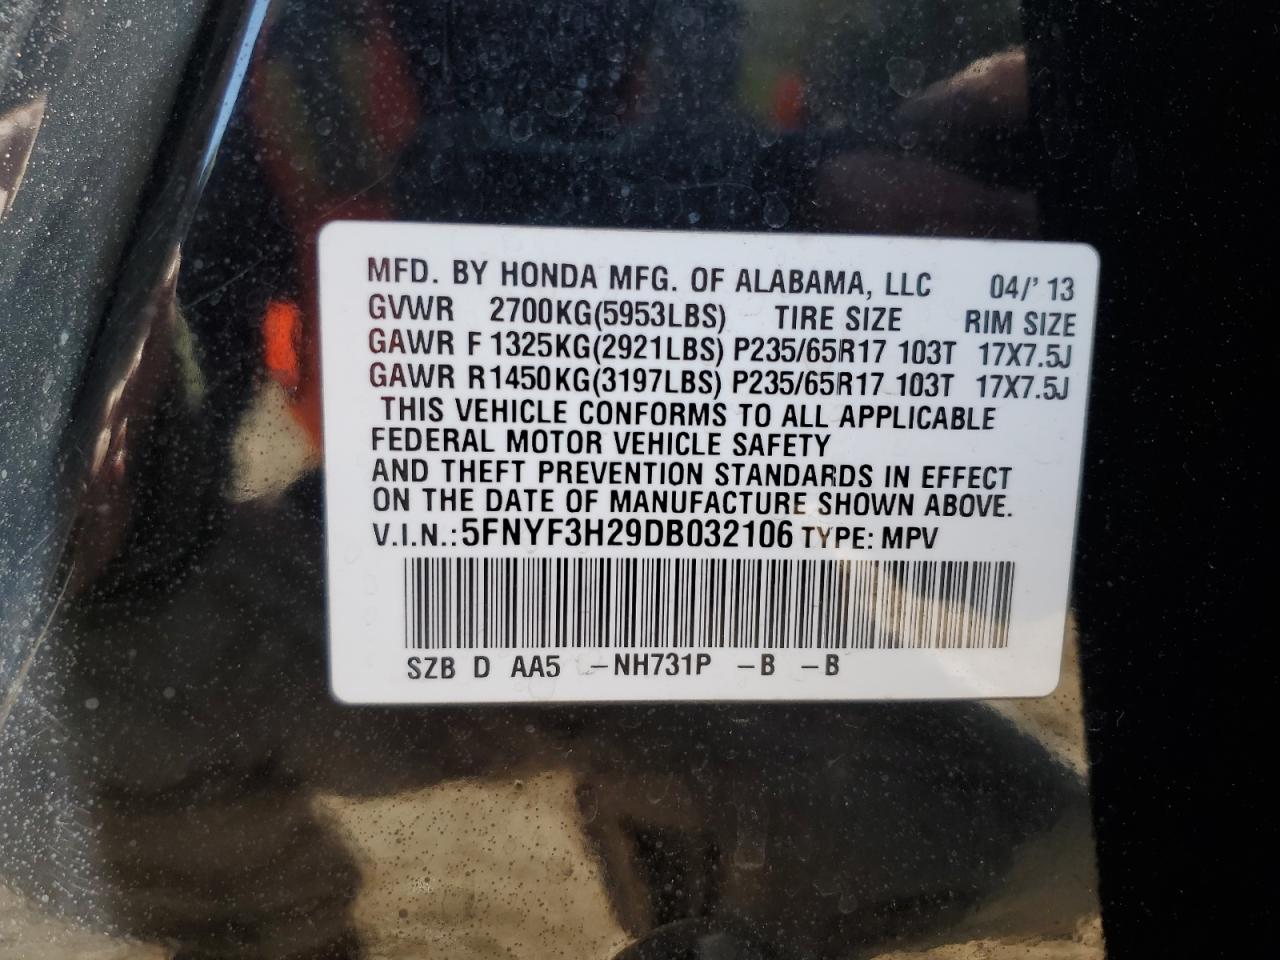 MFD. BY HONDA MFG. OF ALABAMA, LLC 04/'13
GVWR 2700KG(5953LBS) TIRE SIZE RIM SIZE
GAWR F 1325KG(2921LBS) P235/65R17 103T 17X7.5J
GAWR R1450KG(3197LBS) P235/65R17 103T 17X7.5J
THIS VEHICLE CONFORMS TO ALL APPLICABLE
FEDERAL MOTOR VEHICLE SAFETY
AND THEFT PREVENTION STANDARDS IN EFFECT
ON THE DATE OF MANUFACTURE SHOWN ABOVE.
V.I.N.: 5FNYF3H29DB032106 TYPE: MPV
SZB D AA5 -NH731P -B -B